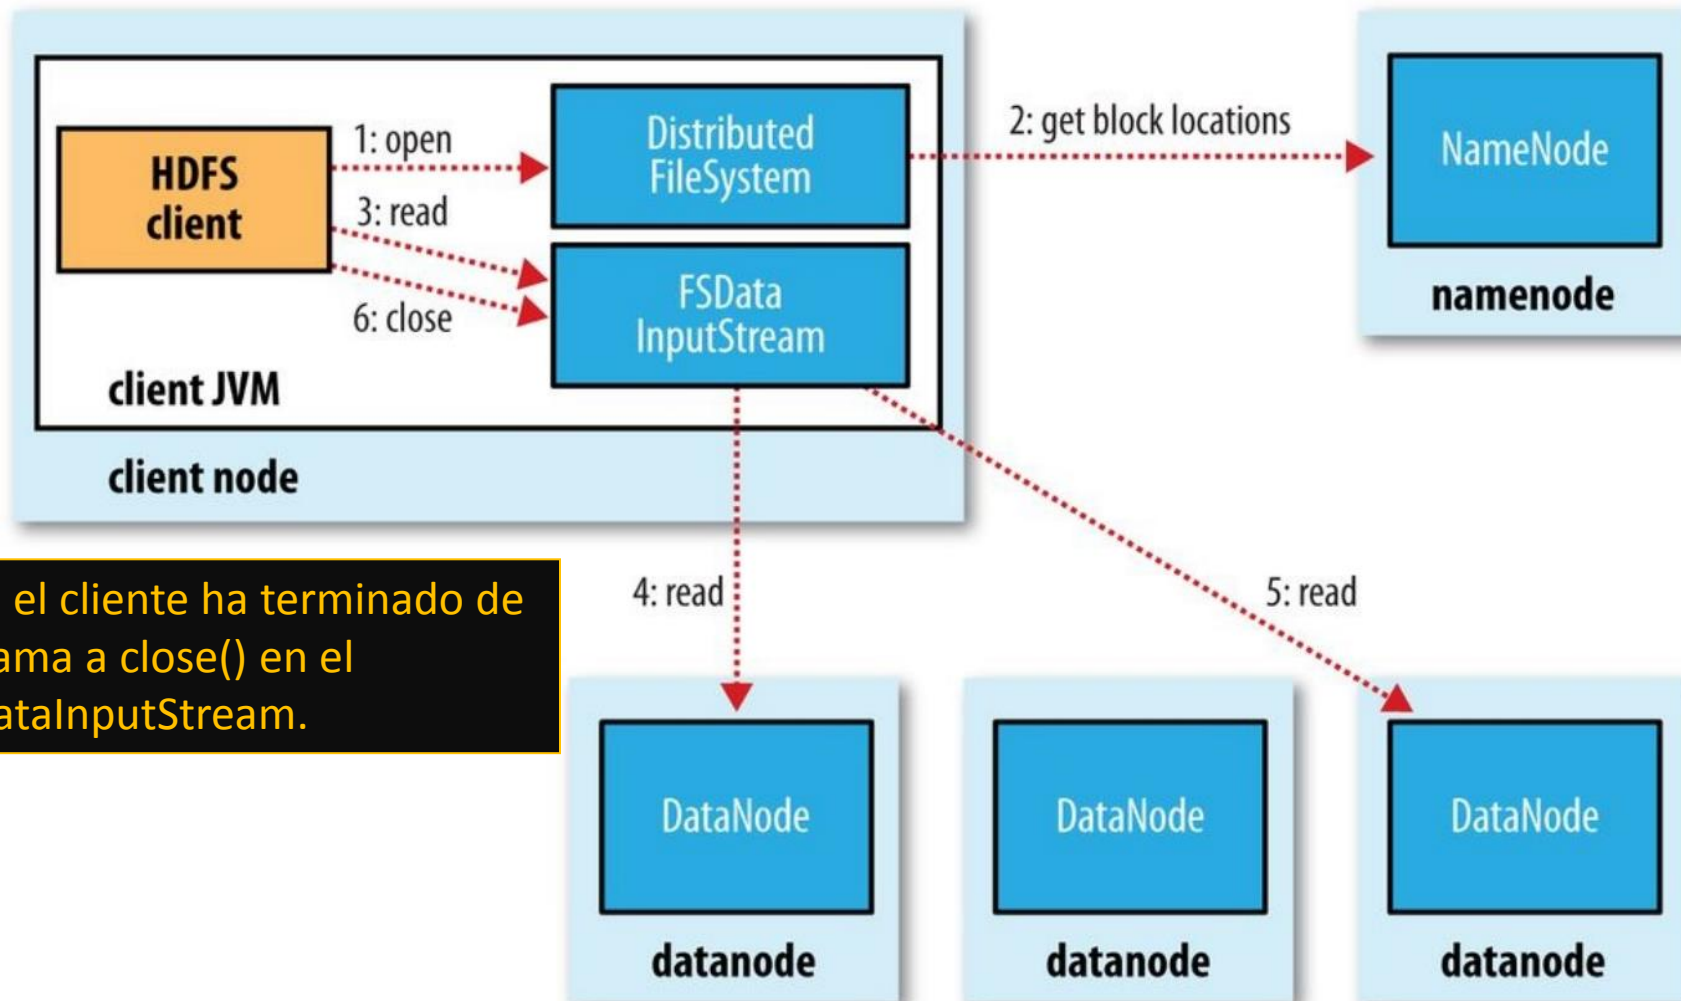 1: open
HDFS
client
3: read
6: close
Distributed
FileSystem
FSData
InputStream
client JVM
client node
2: get block locations
NameNode
namenode
el cliente ha terminado de
a close() en el
4: read
5: read
DataNode
datanode
DataNode
datanode
DataNode
datanode